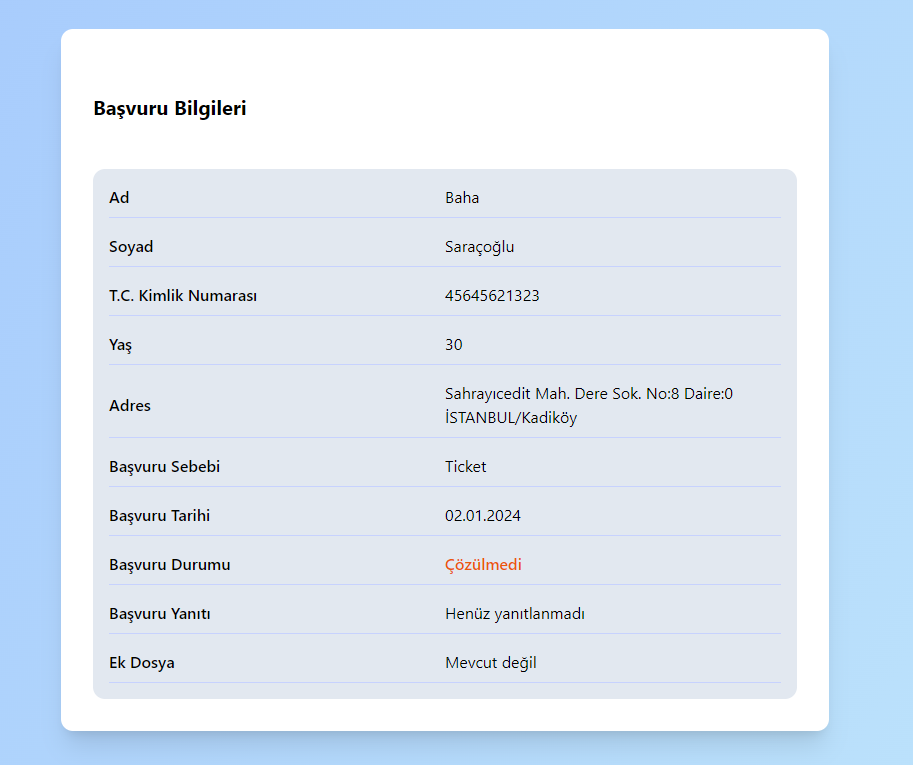 Başvuru Bilgileri
Ad Baha
Soyad Saraçoğlu
T.C. Kimlik Numarası 45645621323
Yaş 30
Adres Sahrayıcedit Mah. Dere Sok. No:8 Daire:0
İSTANBUL/Kadiköy
Başvuru Sebebi Ticket
Başvuru Tarihi 02.01.2024
Başvuru Durumu Çözülmedi
Başvuru Yanıtı Henüz yanıtlanmadı
Ek Dosya Mevcut değil